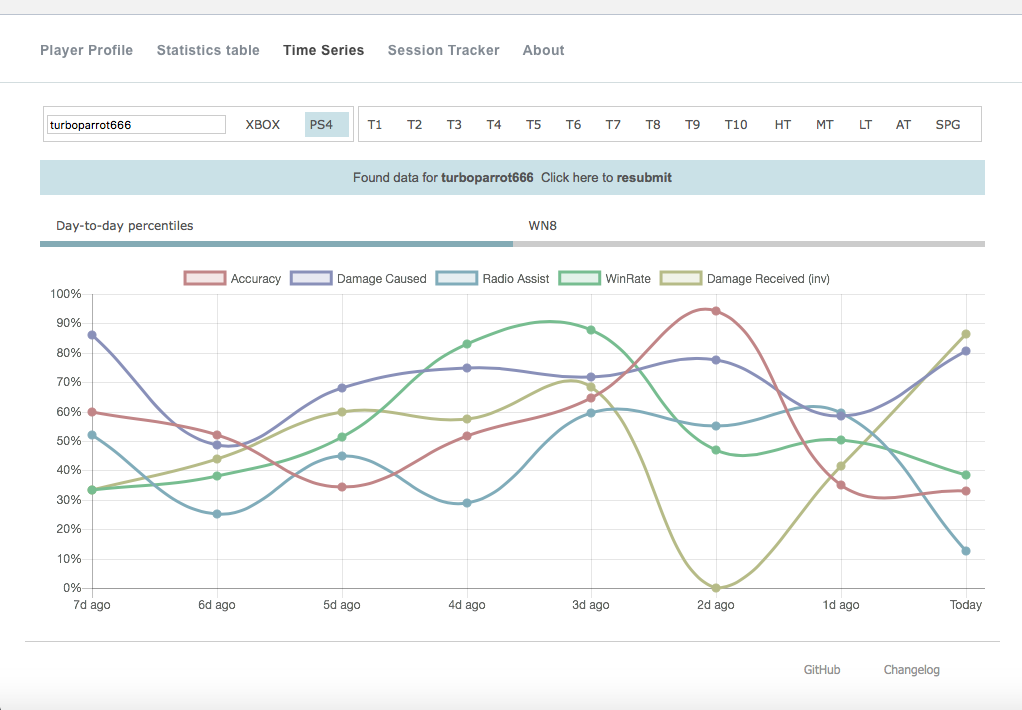 Player Profile Statistics table Time Series Session Tracker About
turboparrot666 XBOX PS4 T1 T2 T3 T4 T5 T6 T7 T8 T9 T10 HT MT LT AT SPG
Found data for turboparrot666 Click here to resubmit
Day-to-day percentiles WN8
Accuracy Damage Caused Radio Assist WinRate Damage Received (inv)
100%
90%
80%
70%
60%
50%
40%
30%
20%
10%
0%
7d ago 6d ago 5d ago 4d ago 3d ago 2d ago 1d ago Today
GitHub Changelog